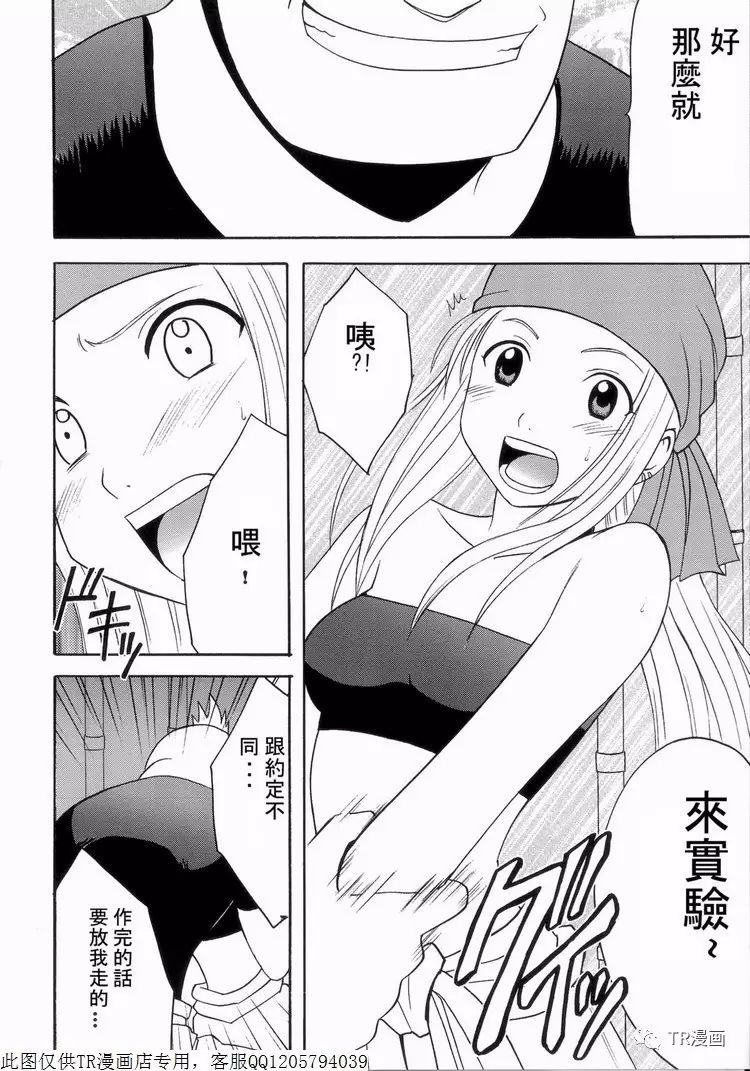 好
那麼就
咦?!
來實驗~
グイッ
喂!
ドキッ
跟約定不
同...
作完的話
要放我走的...
TR漫画
此图仅供TR漫画店专用，客服QQ1205794039